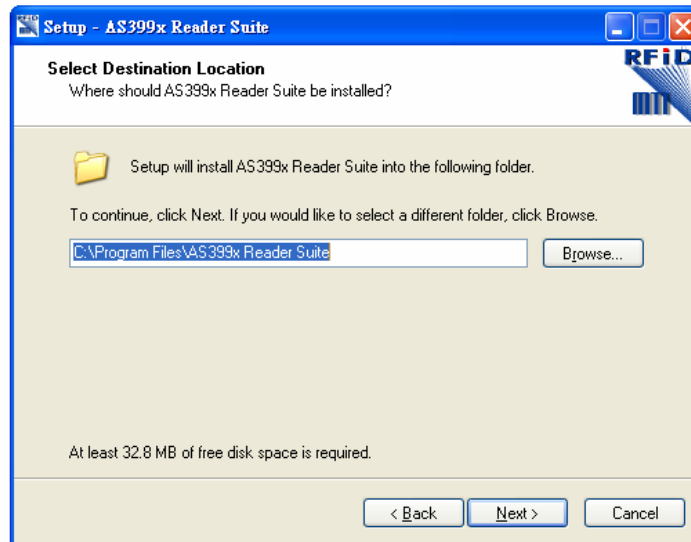 Setup - AS399x Reader Suite
RFiD
Select Destination Location
Where should AS399x Reader Suite be installed?
Setup will install AS399x Reader Suite into the following folder.
To continue, click Next. If you would like to select a different folder, click Browse.
C:\Program Files\AS399x Reader Suite
Browse...
At least 32.8 MB of free disk space is required.
< Back
Next >
Cancel